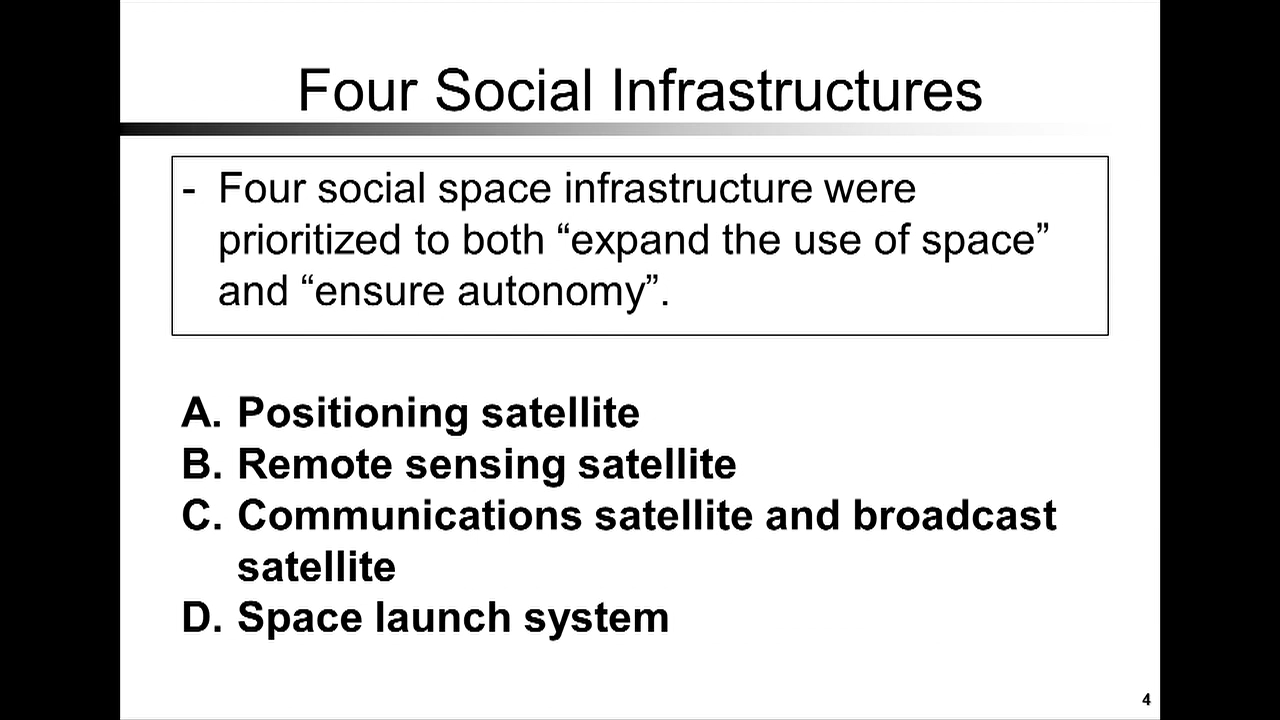 Four Social Infrastructures
- Four social space infrastructure were
prioritized to both “expand the use of space”
and “ensure autonomy”.
A. Positioning satellite
B. Remote sensing satellite
C. Communications satellite and broadcast
satellite
D. Space launch system
4